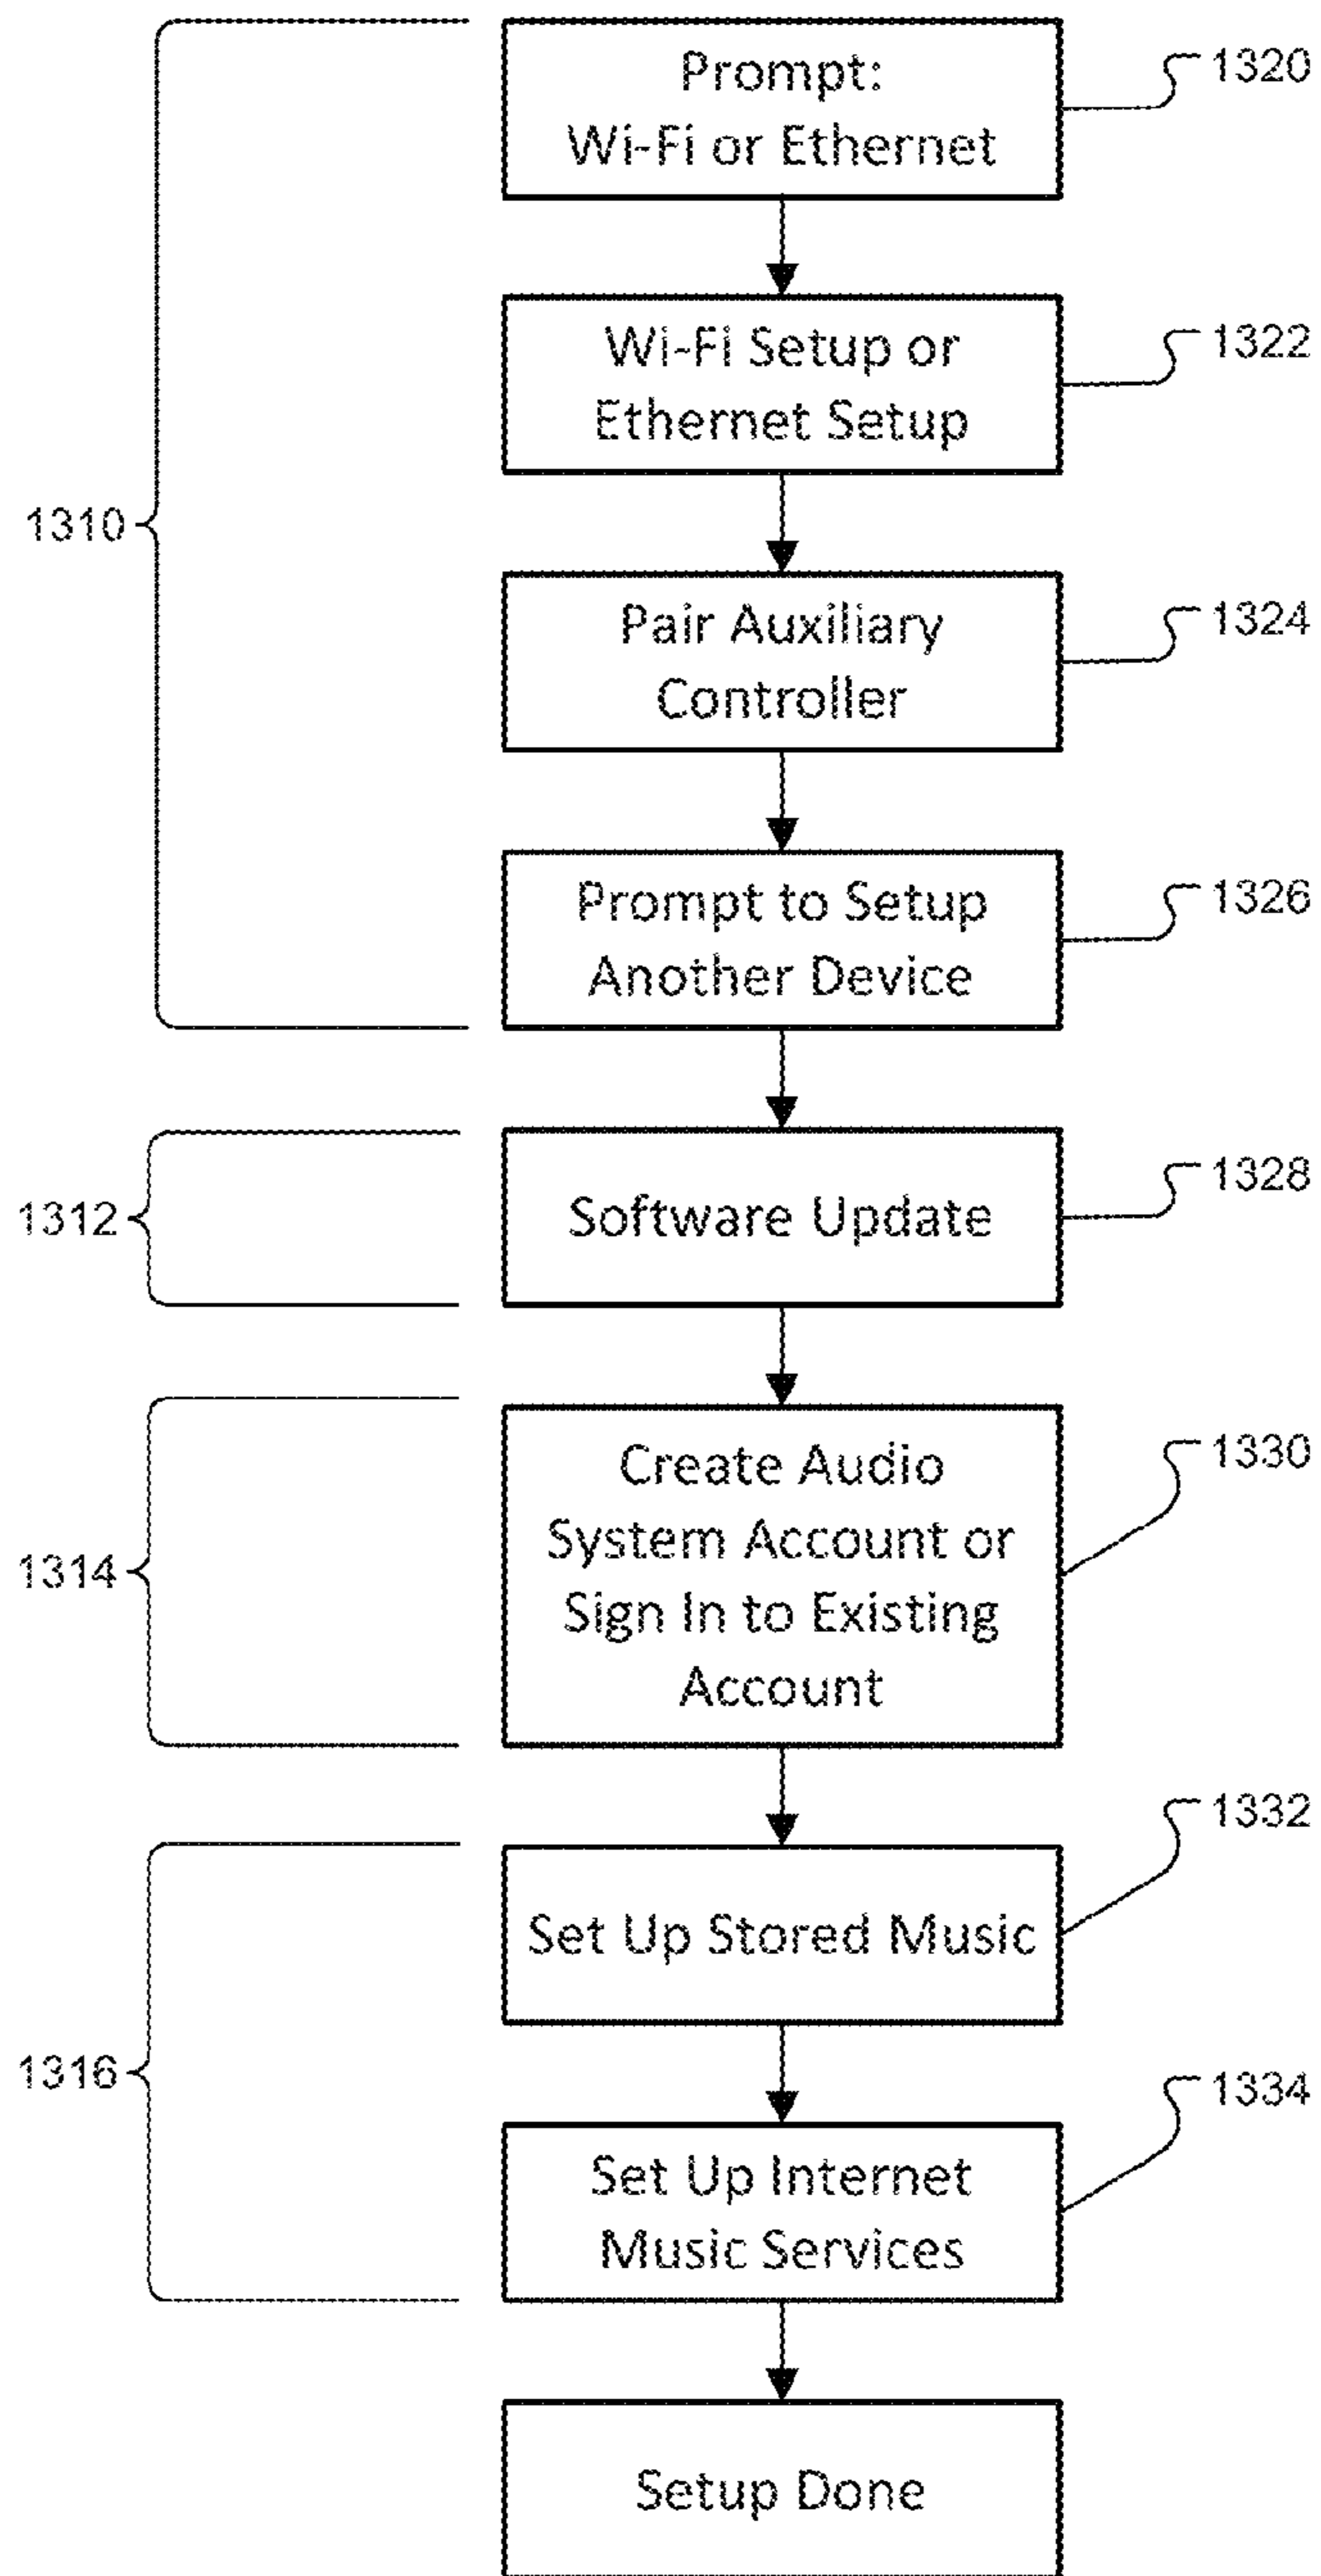 Prompt:
Wi-Fi or Ethernet
1320
Wi-Fi Setup or
Ethernet Setup
1322
1310
Pair Auxiliary
Controller
1324
Prompt to Setup
Another Device
1326
1312
Software Update
1328
1314
Create Audio
System Account or
Sign In to Existing
Account
1330
1316
Set Up Stored Music
1332
Set Up Internet
Music Services
1334
Setup Done